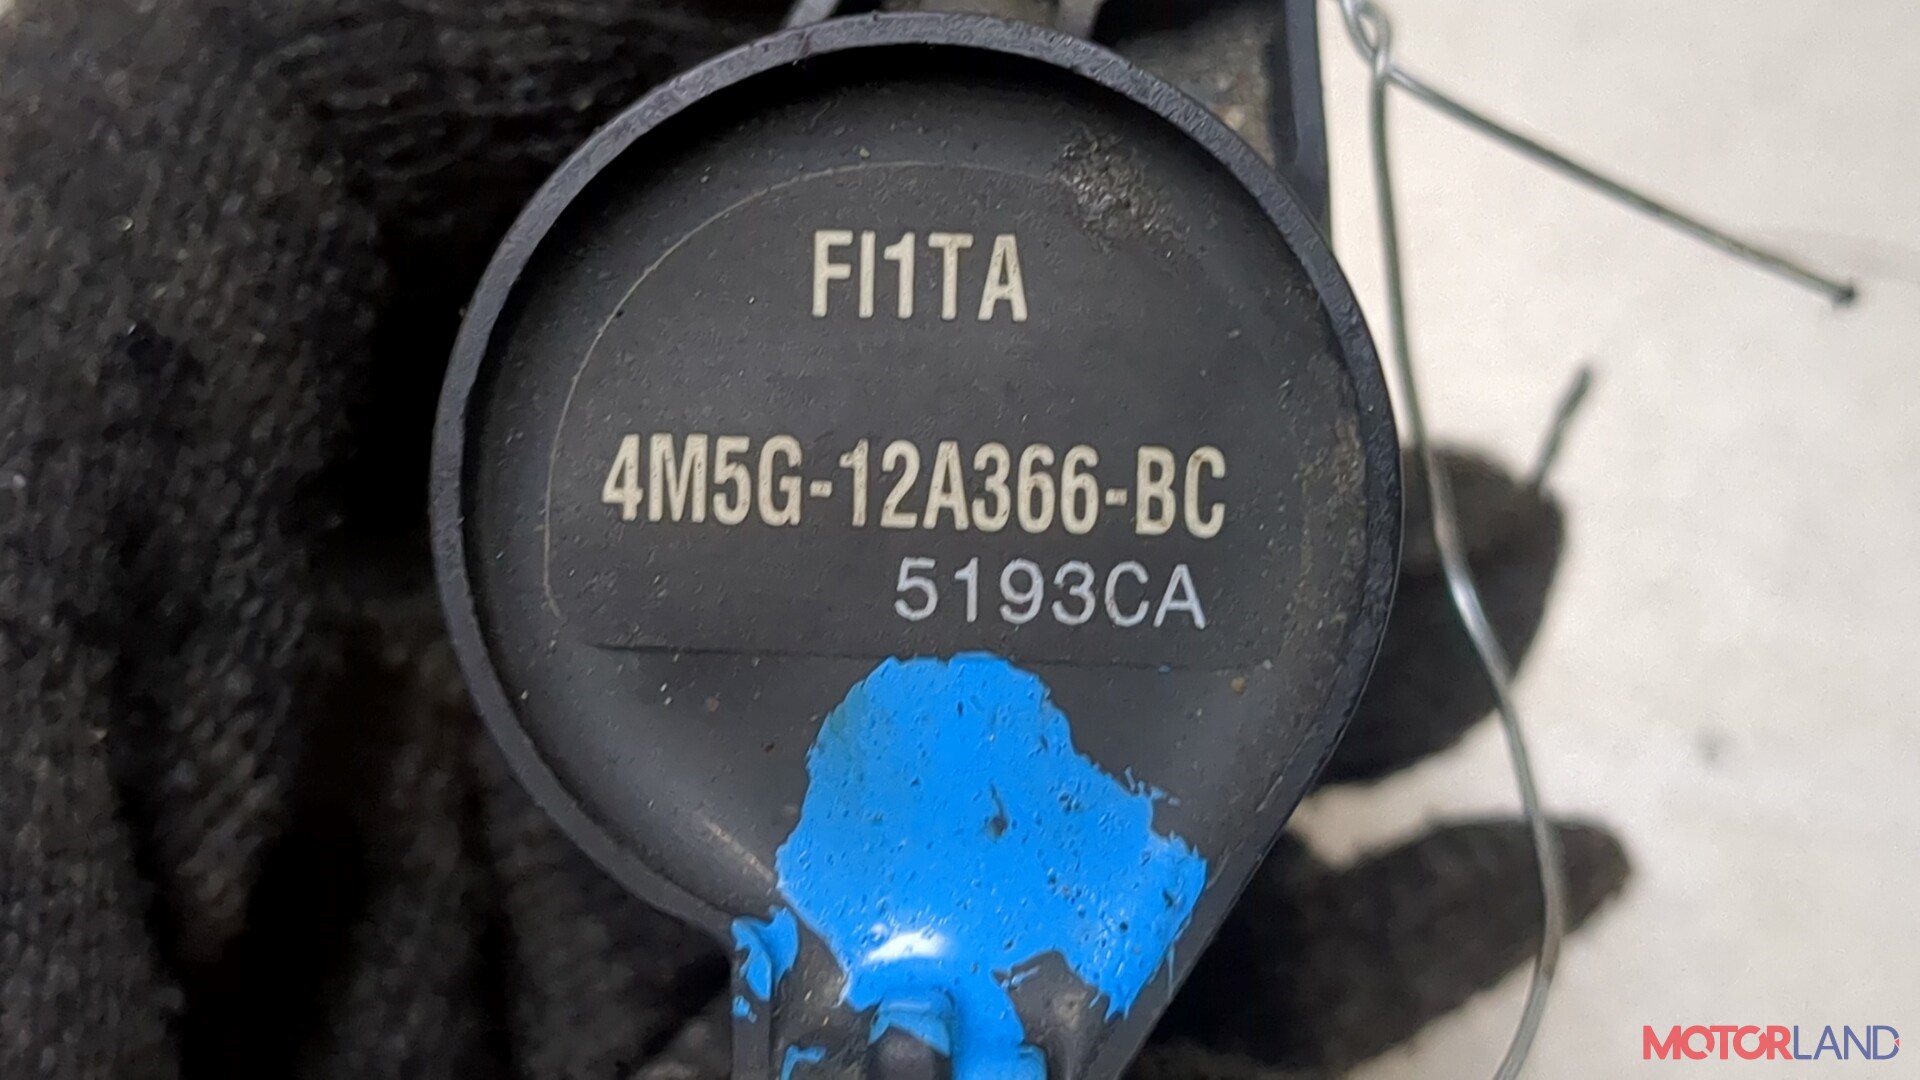 FI1TA
4M5G-12A366-BC
5193CA
MOTORLAND